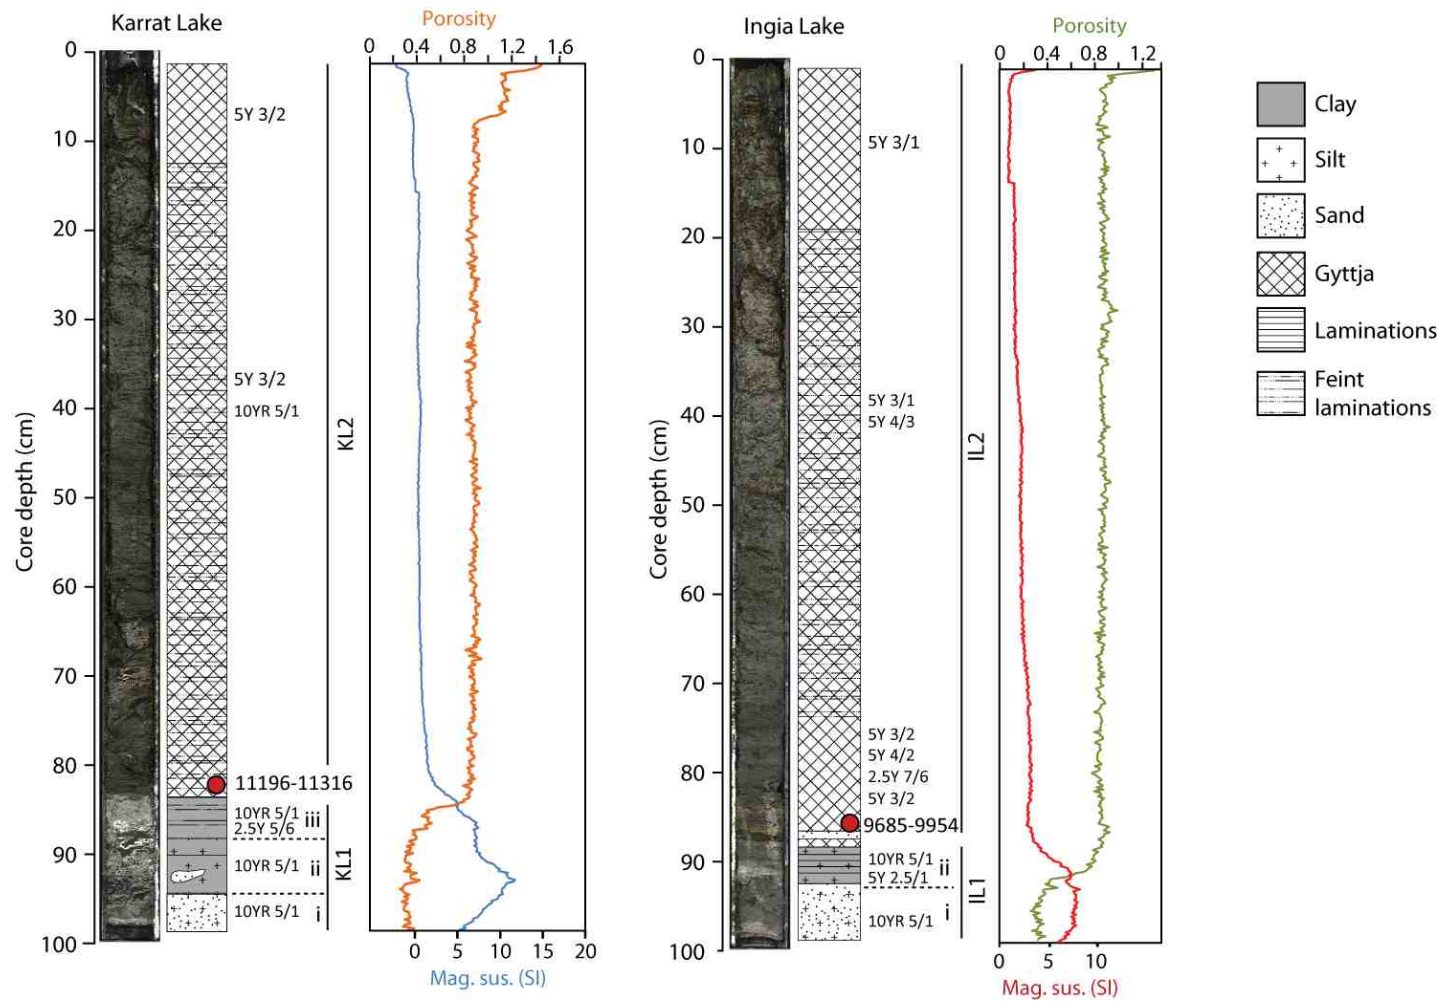 Karrat Lake
Porosity
0 0.4 0.8 1.2 1.6
Core depth (cm)
0
10
20
30
40
50
60
70
80
90
100
5Y 3/2
5Y 3/2
10YR 5/1
11196-11316
10YR 5/1
2.5Y 5/6
iii
10YR 5/1 ii
10YR 5/1 i
KL2
KL1
0 5 10 15 20
Mag. sus. (SI)
Ingia Lake
Porosity
0 0.4 0.8 1.2
Core depth (cm)
0
10
20
30
40
50
60
70
80
90
100
5Y 3/1
5Y 3/1
5Y 4/3
5Y 3/2
5Y 4/2
2.5Y 7/6
5Y 3/2
9685-9954
10YR 5/1
5Y 2.5/1
ii
i
10YR 5/1
IL2
IL1
0 5 10
Mag. sus. (SI)
Clay
Silt
Sand
Gyttja
Laminations
Feint
laminations